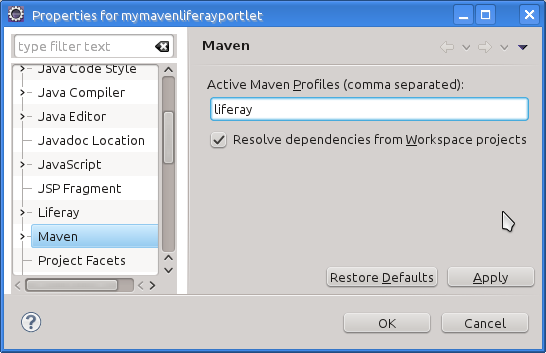 Properties for mymavenliferayportlet
type filter text
Java Code Style
Java Compiler
Java Editor
Javadoc Location
JavaScript
JSP Fragment
Liferay
Maven
Project Facets
Maven
Active Maven Profiles (comma separated):
liferay
Resolve dependencies from Workspace projects
Restore Defaults
Apply
?
OK
Cancel